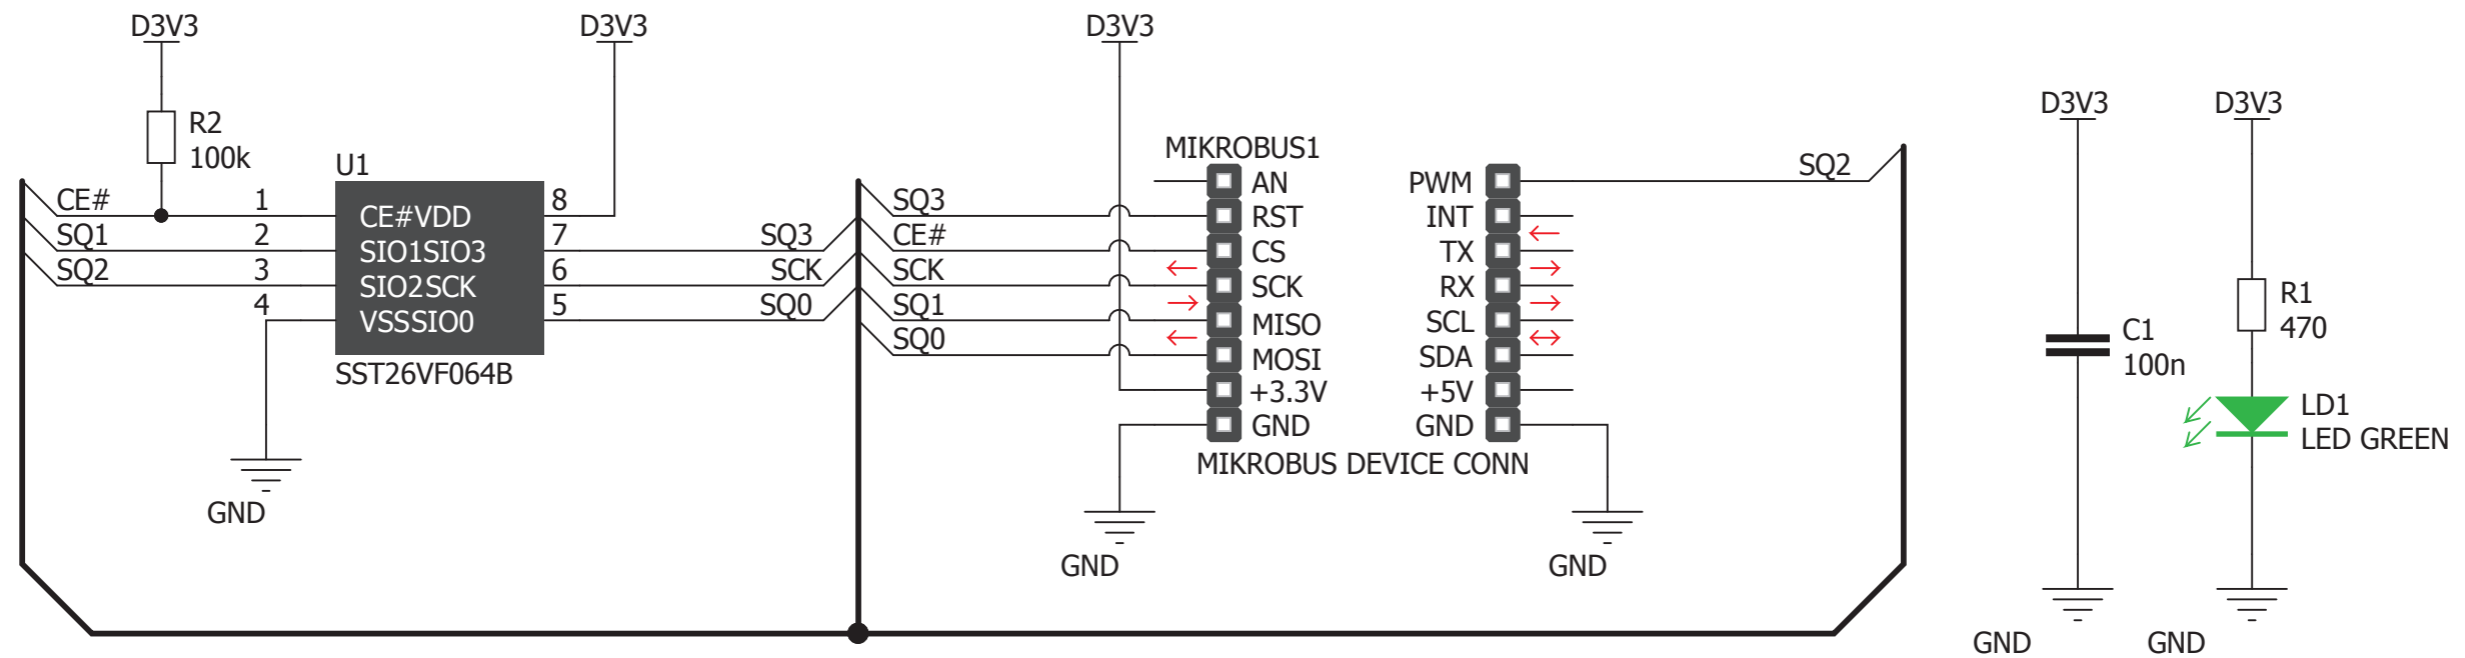 D3V3
R2
100k
D3V3
U1
CE#
1
CE#VDD
8
SQ1
2
SIO1SIO3
7
SQ3
SQ2
3
SIO2SCK
6
SCK
4
VSSSIO0
5
SQ0
SST26VF064B
GND
D3V3
MIKROBUS1
AN
PWM
SQ2
SQ3
RST
INT
CE#
CS
TX
SCK
SCK
RX
SQ1
MISO
SCL
SQ0
MOSI
SDA
+3.3V
+5V
GND
GND
MIKROBUS DEVICE CONN
GND
GND
D3V3
C1
100n
GND
D3V3
R1
470
LD1
LED GREEN
GND